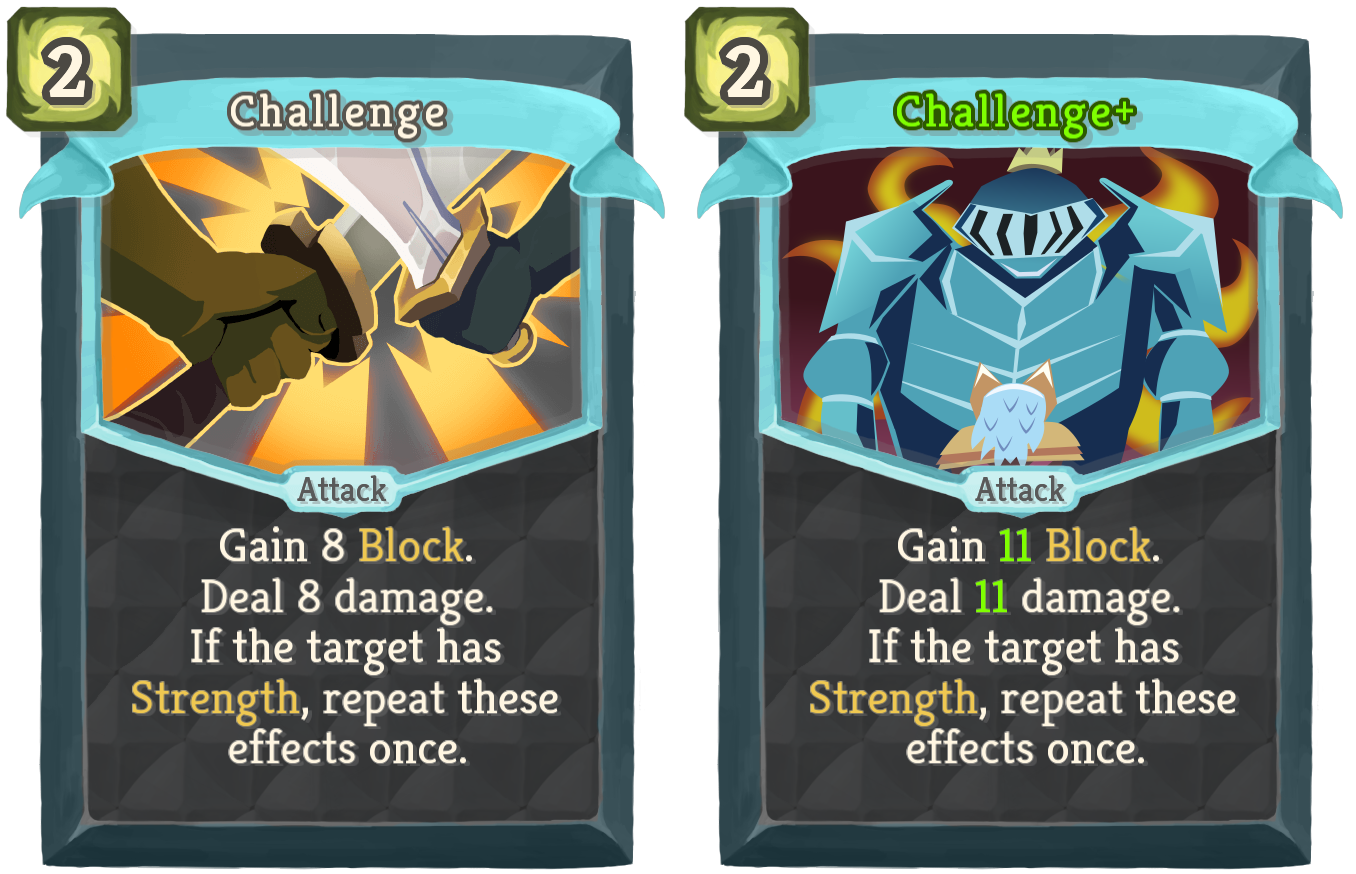 2
Challenge
Attack
Gain 8 Block.
Deal 8 damage.
If the target has
Strength, repeat these
effects once.
2
Challenge+
Attack
Gain 11 Block.
Deal 11 damage.
If the target has
Strength, repeat these
effects once.